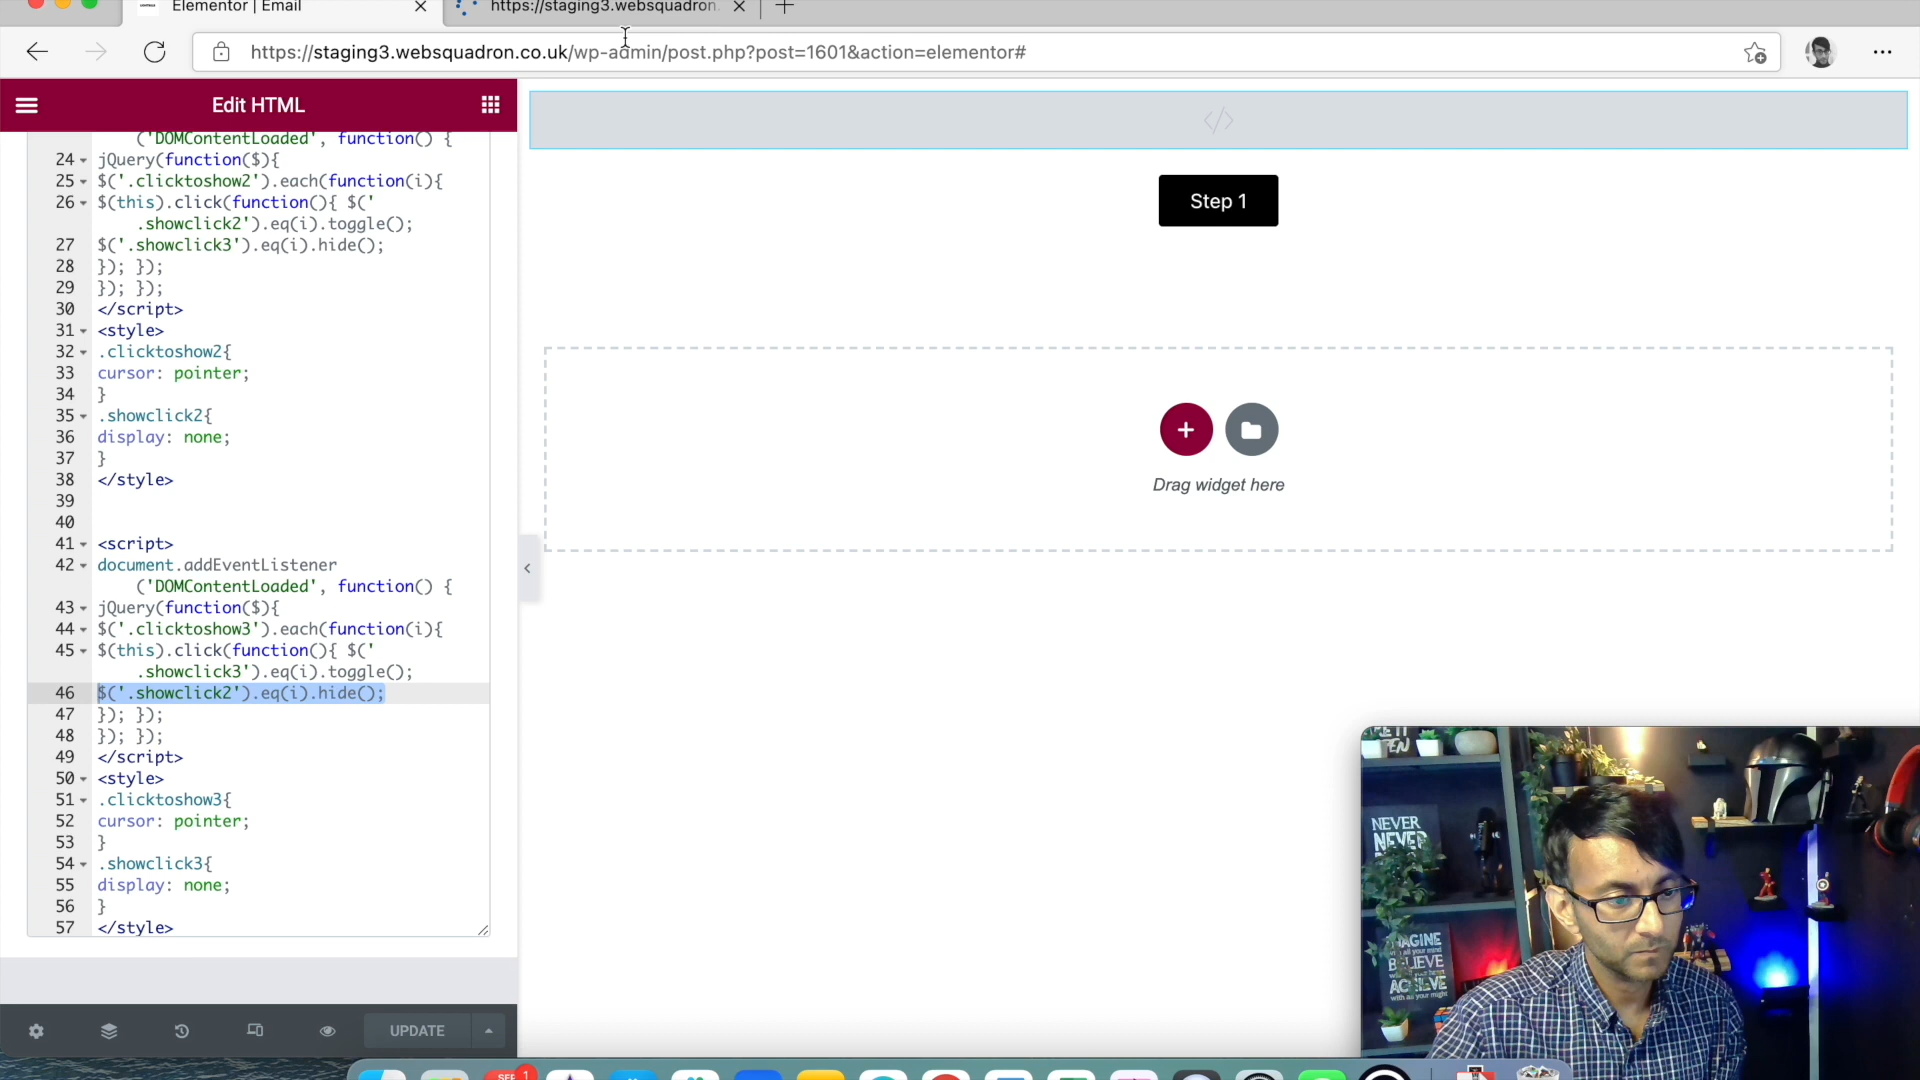 Elementor | Email
https://staging3.websquadron.
https://staging3.websquadron.co.uk/wp-admin/post.php?post=1601&action=elementor#
Edit HTML
('DOMContentLoaded', function() {
24 jQuery(function($){
25 $('.clicktoshow2').each(function(i){
26 $(this).click(function(){ $('
.showclick2').eq(i).toggle();
27 $('.showclick3').eq(i).hide();
28 }); });
29 }); });
30 </script>
31 <style>
32 .clicktoshow2{
33 cursor: pointer;
34 }
35 .showclick2{
36 display: none;
37 }
38 </style>
39
40
41 <script>
42 document.addEventListener
('DOMContentLoaded', function() {
43 jQuery(function($){
44 $('.clicktoshow3').each(function(i){
45 $(this).click(function(){ $('
.showclick3').eq(i).toggle();
46 $('.showclick2').eq(i).hide();
47 }); });
48 }); });
49 </script>
50 <style>
51 .clicktoshow3{
52 cursor: pointer;
53 }
54 .showclick3{
55 display: none;
56 }
57 </style>
UPDATE
</>
Step 1
Drag widget here
NEVER
NEVER
BELIEVE
ACHIEVE
SEP
1